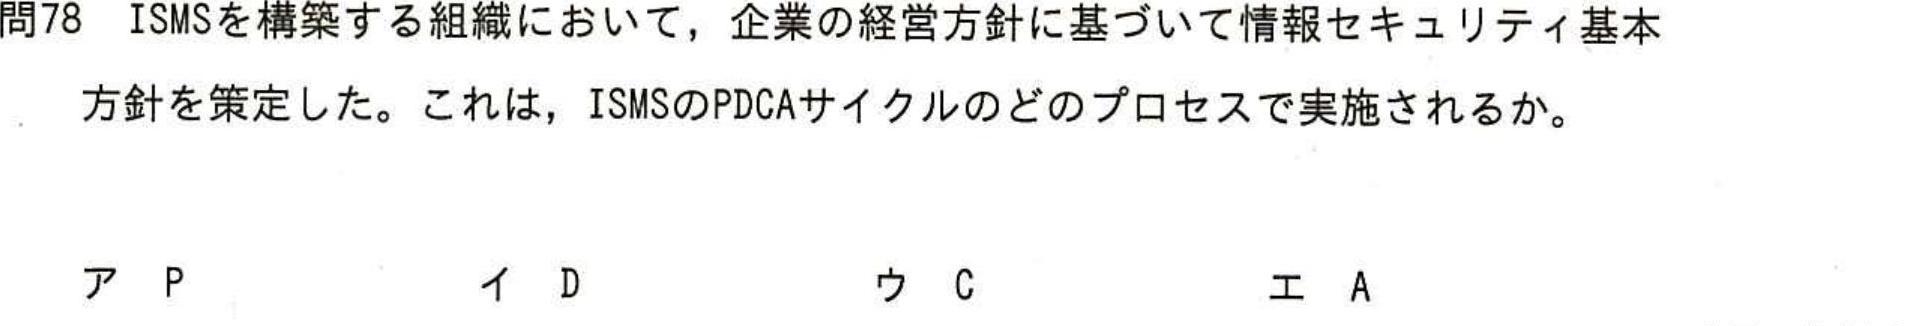 問78 ISMSを構築する組織において，企業の経営方針に基づいて情報セキュリティ基本
方針を策定した。これは，ISMSのPDCAサイクルのどのプロセスで実施されるか。
ア P イ D ウ C エ A